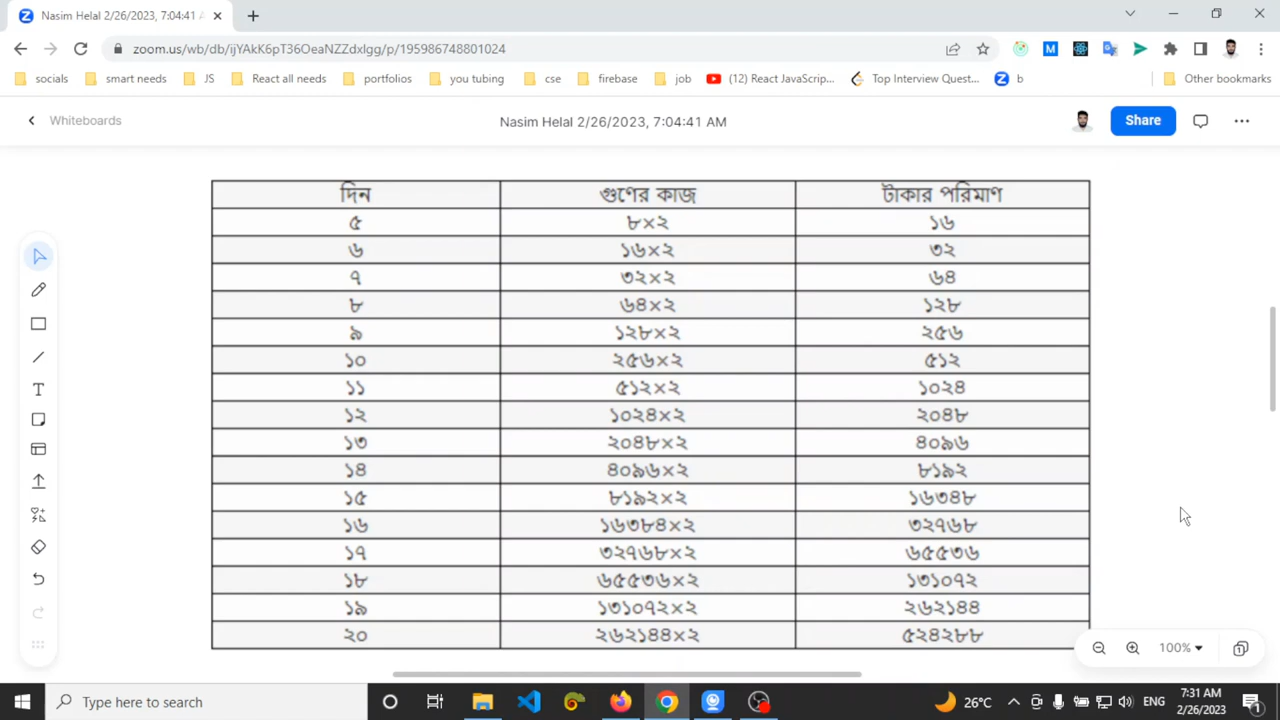 Nasim Helal 2/26/2023, 7:04:41 A
zoom.us/wb/db/ijYAkK6pT36OeaNZZdxlgg/p/195986748801024
socials smart needs JS React all needs portfolios you tubing cse firebase job (12) React JavaScrip... Top Interview Quest... b Other bookmarks
Whiteboards Nasim Helal 2/26/2023, 7:04:41 AM Share
দিন গুণের কাজ টাকার পরিমাণ
৫ ৮×২ ১৬
৬ ১৬×২ ৩২
৭ ৩২×২ ৬৪
৮ ৬৪×২ ১২৮
৯ ১২৮×২ ২৫৬
১০ ২৫৬×২ ৫১২
১১ ৫১২×২ ১০২৪
১২ ১০২৪×২ ২০৪৮
১৩ ২০৪৮×২ ৪০৯৬
১৪ ৪০৯৬×২ ৮১৯২
১৫ ৮১৯২×২ ১৬৩৪৮
১৬ ১৬৩৮৪×২ ৩২৭৬৮
১৭ ৩২৭৬৮×২ ৬৫৫৩৬
১৮ ৬৫৫৩৬×২ ১৩১০৭২
১৯ ১৩১০৭২×২ ২৬২১৪৪
২০ ২৬২১৪৪×২ ৫২৪২৮৮
100%
Type here to search 26°C ENG 7:31 AM
2/26/2023